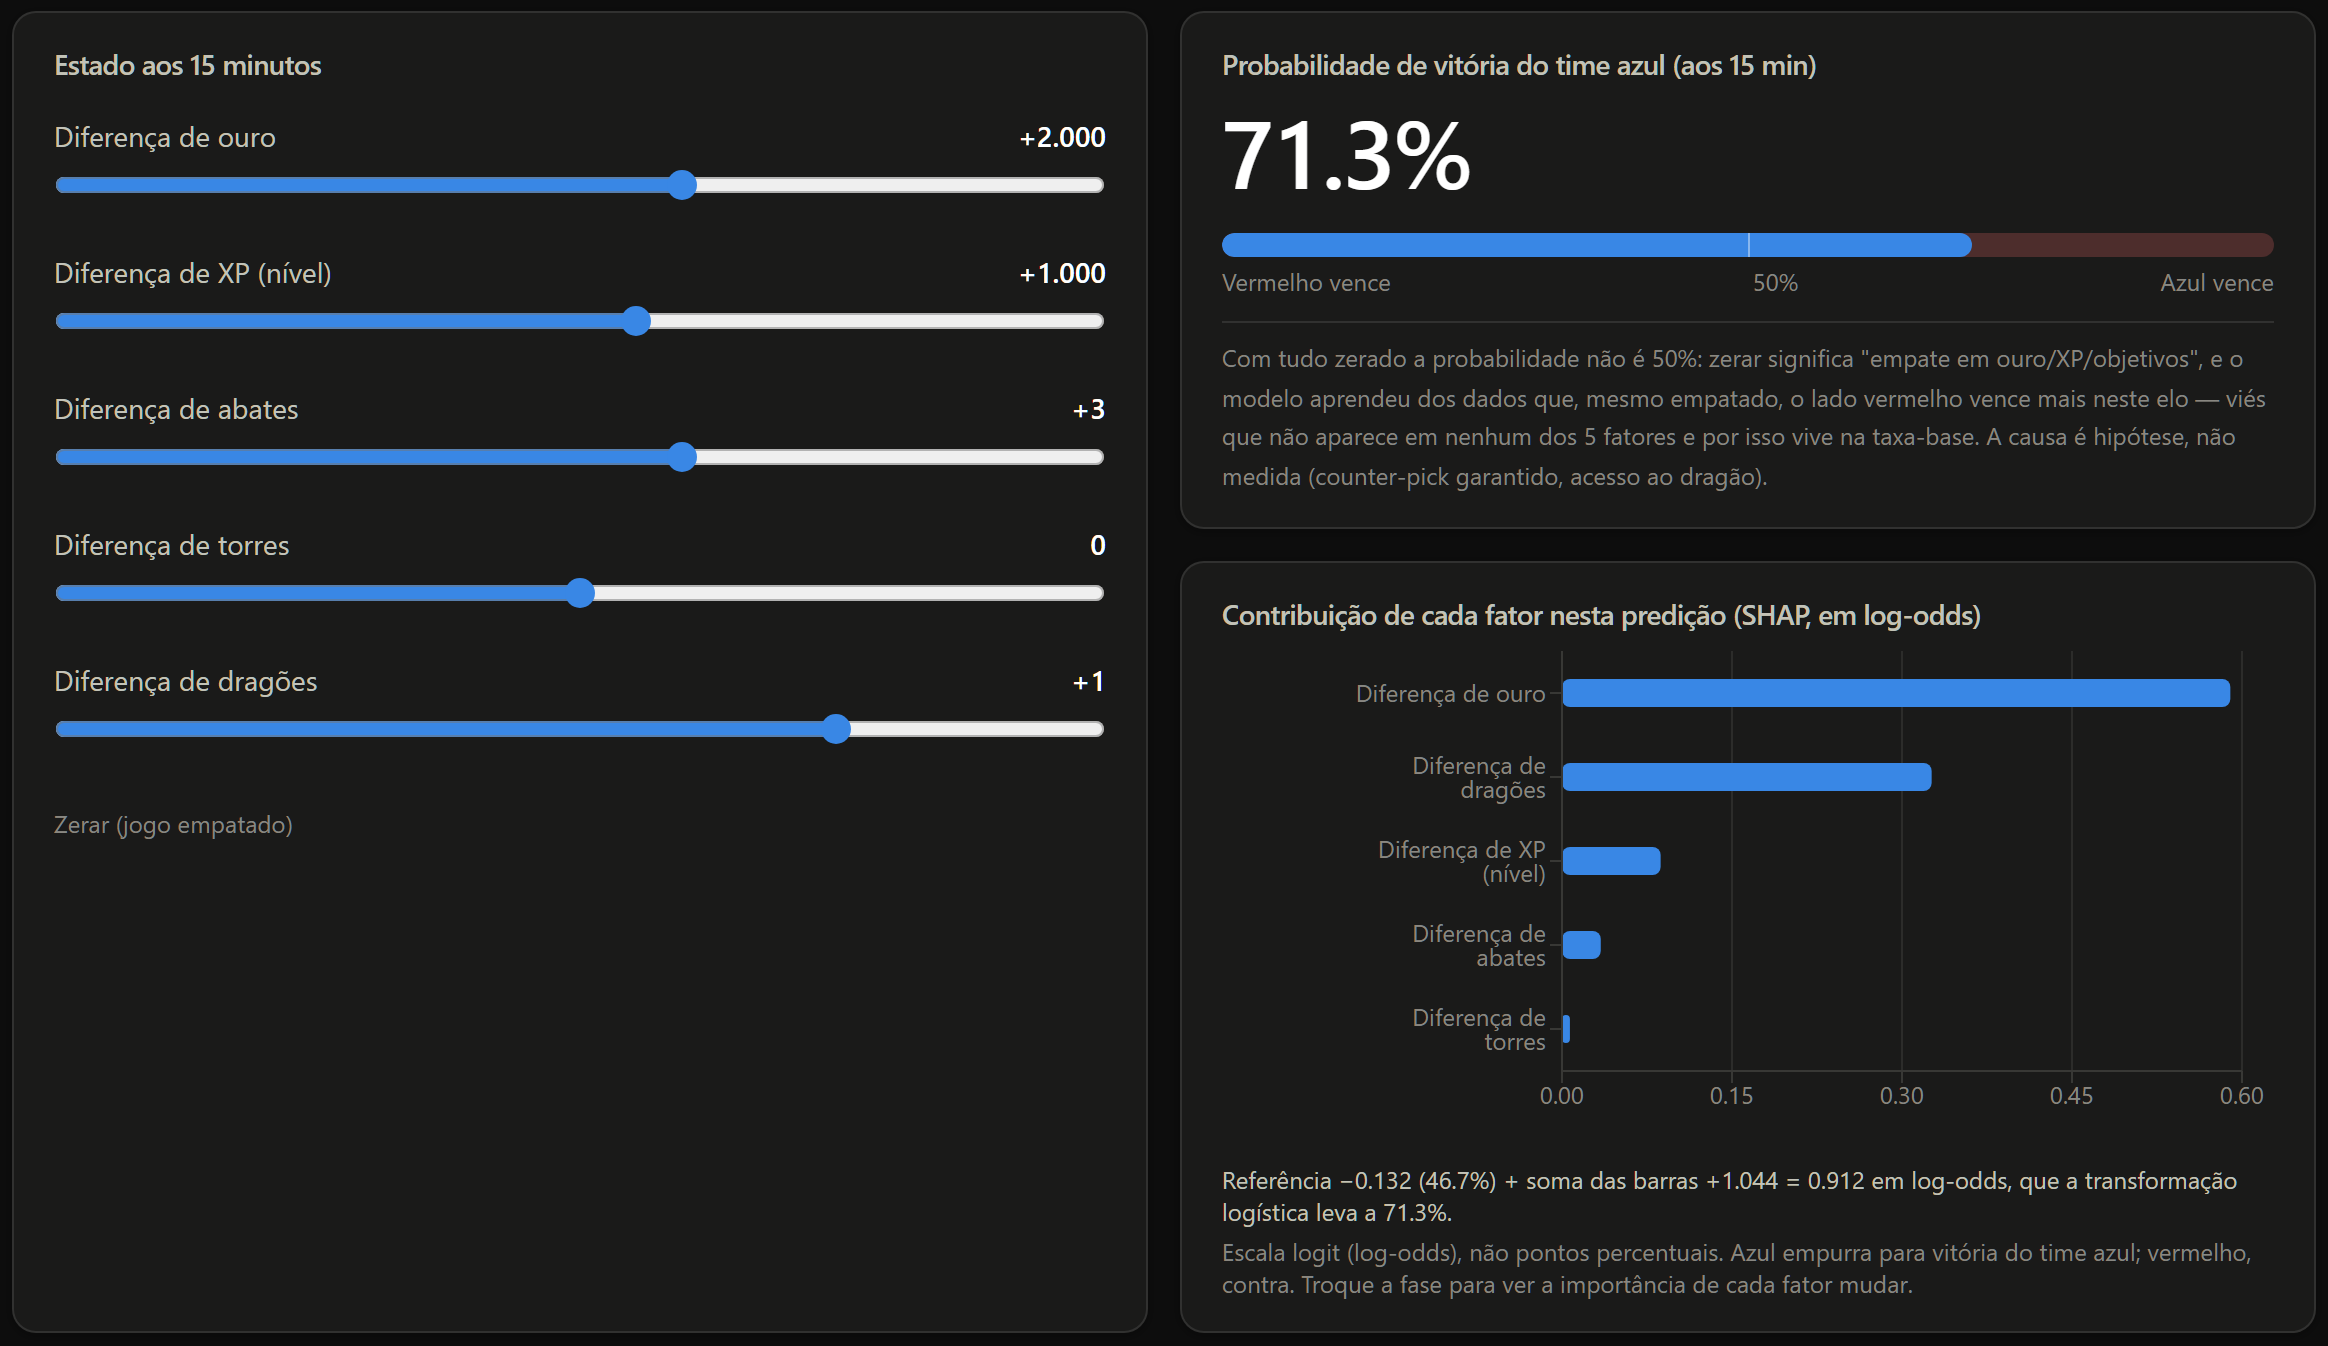 Estado aos 15 minutos
Diferença de ouro
+2.000
Diferença de XP (nível)
+1.000
Diferença de abates
+3
Diferença de torres
0
Diferença de dragões
+1
Zerar (jogo empatado)
Probabilidade de vitória do time azul (aos 15 min)
71.3%
Vermelho vence
50%
Azul vence
Com tudo zerado a probabilidade não é 50%: zerar significa "empate em ouro/XP/objetivos", e o
modelo aprendeu dos dados que, mesmo empatado, o lado vermelho vence mais neste elo — viés
que não aparece em nenhum dos 5 fatores e por isso vive na taxa-base. A causa é hipótese, não
medida (counter-pick garantido, acesso ao dragão).
Contribuição de cada fator nesta predição (SHAP, em log-odds)
Diferença de ouro
Diferença de
dragões
Diferença de XP
(nível)
Diferença de
abates
Diferença de
torres
0.00
0.15
0.30
0.45
0.60
Referência −0.132 (46.7%) + soma das barras +1.044 = 0.912 em log-odds, que a transformação
logística leva a 71.3%.
Escala logit (log-odds), não pontos percentuais. Azul empurra para vitória do time azul; vermelho,
contra. Troque a fase para ver a importância de cada fator mudar.